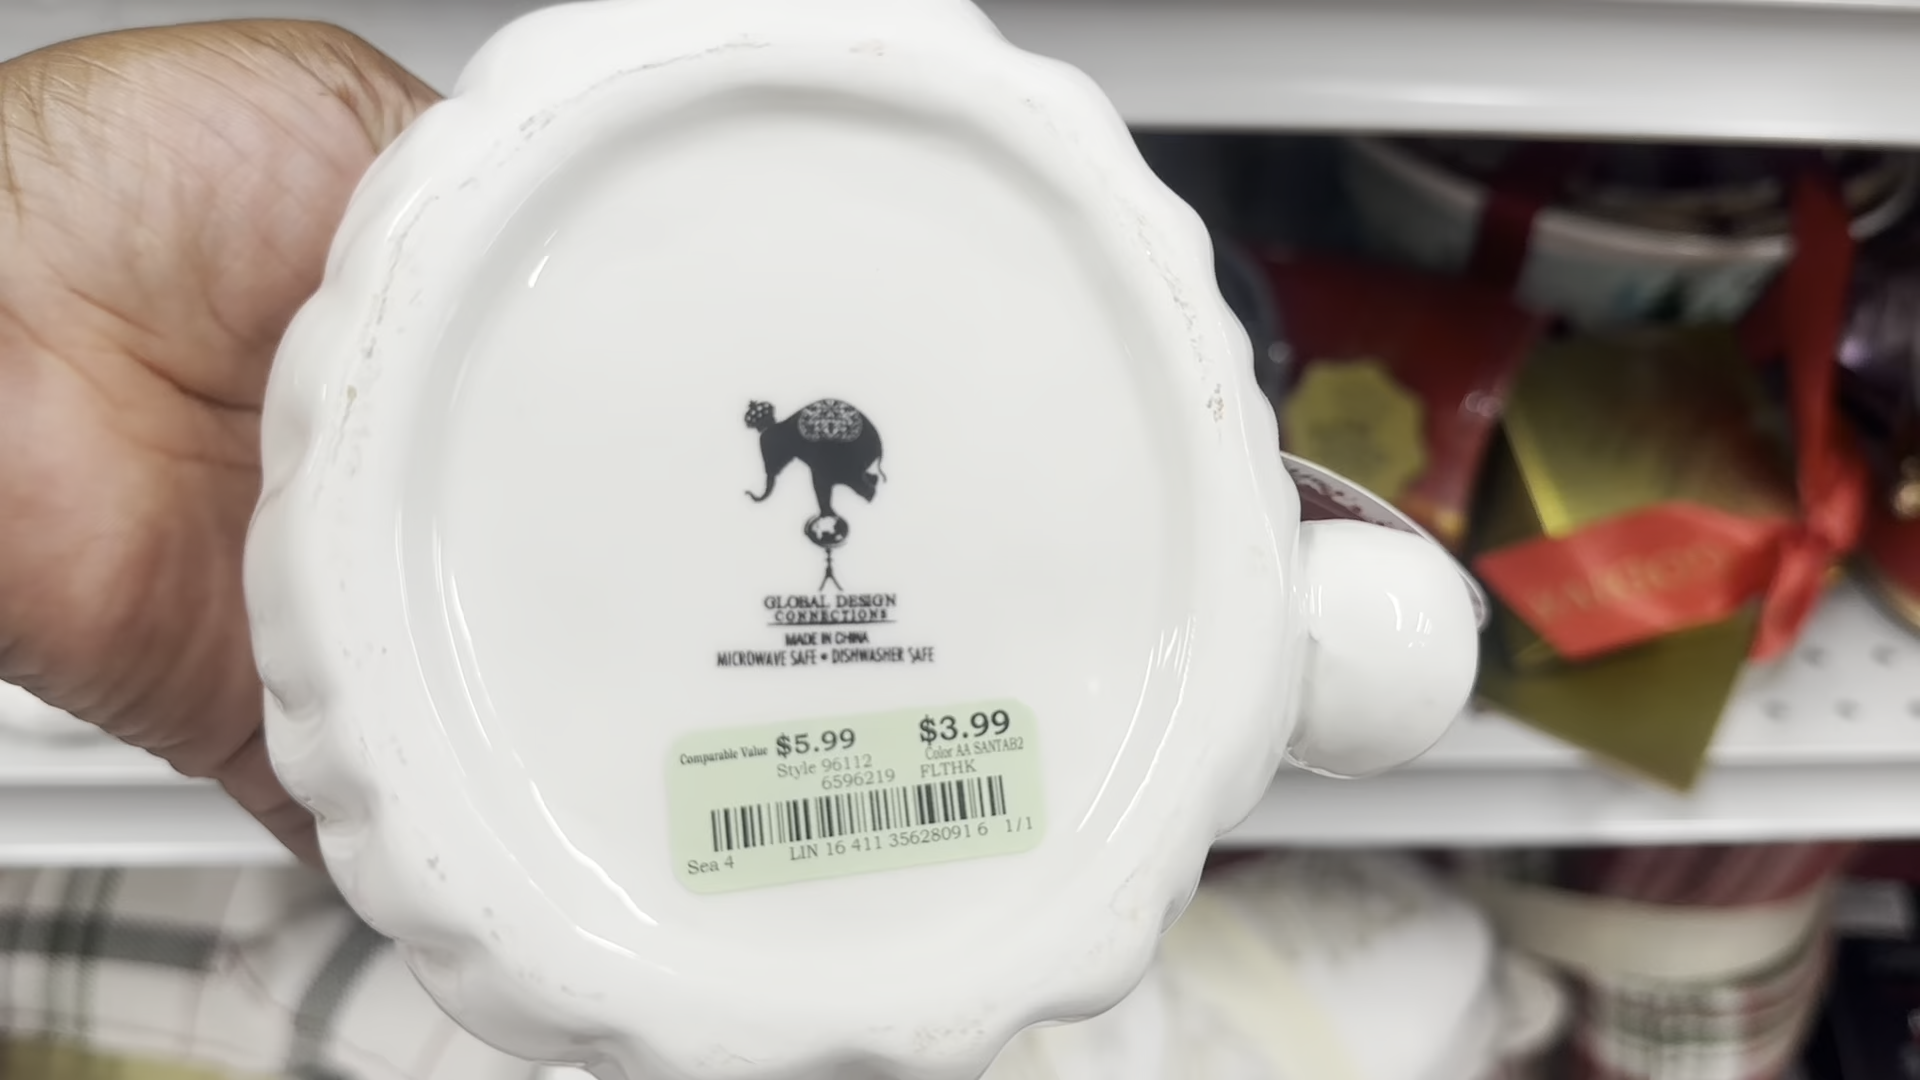 GLOBAL DESIGN
CONNECTIONS
MADE IN CHINA
MICROWAVE SAFE • DISHWASHER SAFE
Comparable Value $5.99 $3.99
Style 96112 Color AA SANTAB2
6596219 FLTHK
Sea 4 LIN 16 411 35628091 6 1/1